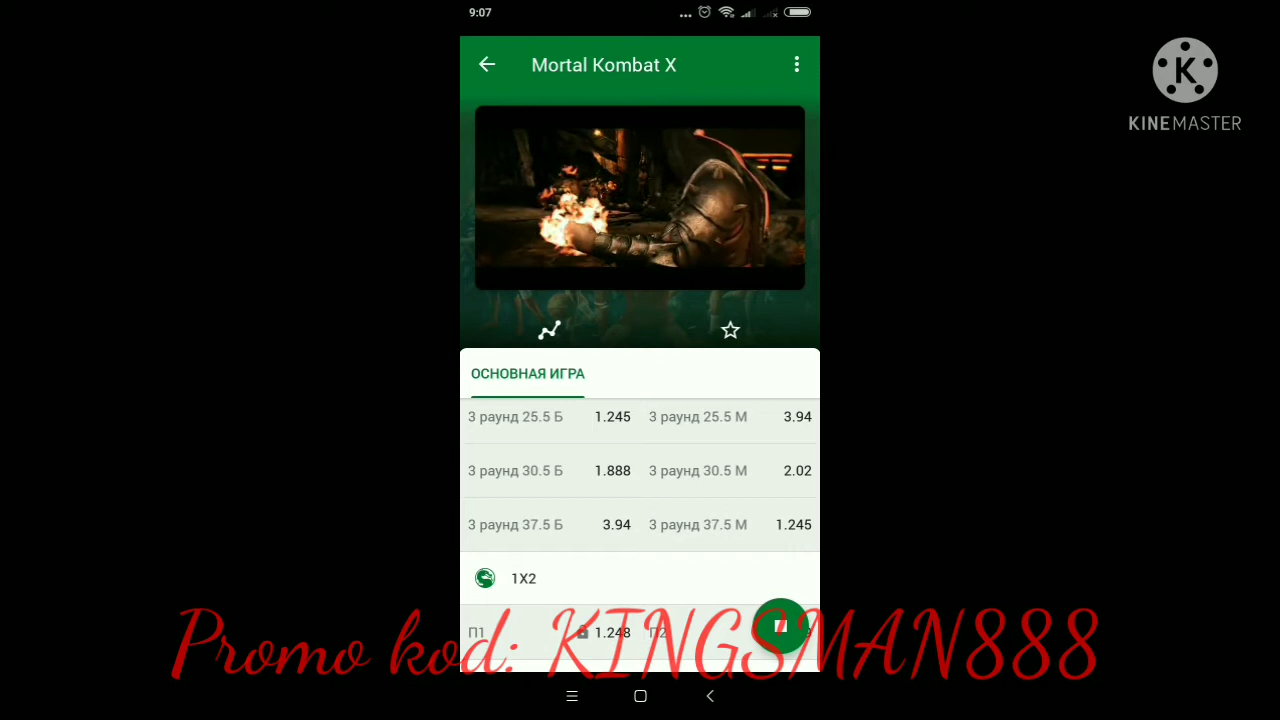 9:07
Mortal Kombat X
KINEMASTER
ОСНОВНАЯ ИГРА
3 раунд 25.5 Б 1.245 3 раунд 25.5 М 3.94
3 раунд 30.5 Б 1.888 3 раунд 30.5 М 2.02
3 раунд 37.5 Б 3.94 3 раунд 37.5 М 1.245
1X2
П1 1.248 П2
Promo kod: KINGSMAN888